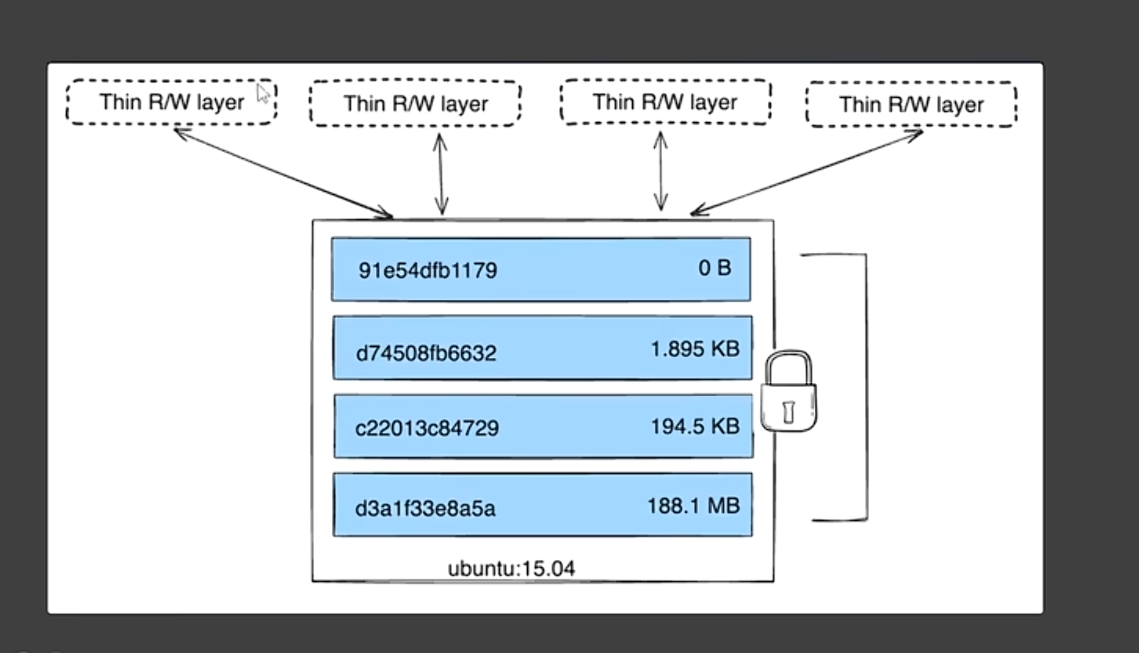 Thin R/W layer
Thin R/W layer
Thin R/W layer
Thin R/W layer
91e54dfb1179 0 B
d74508fb6632 1.895 KB
c22013c84729 194.5 KB
d3a1f33e8a5a 188.1 MB
ubuntu:15.04